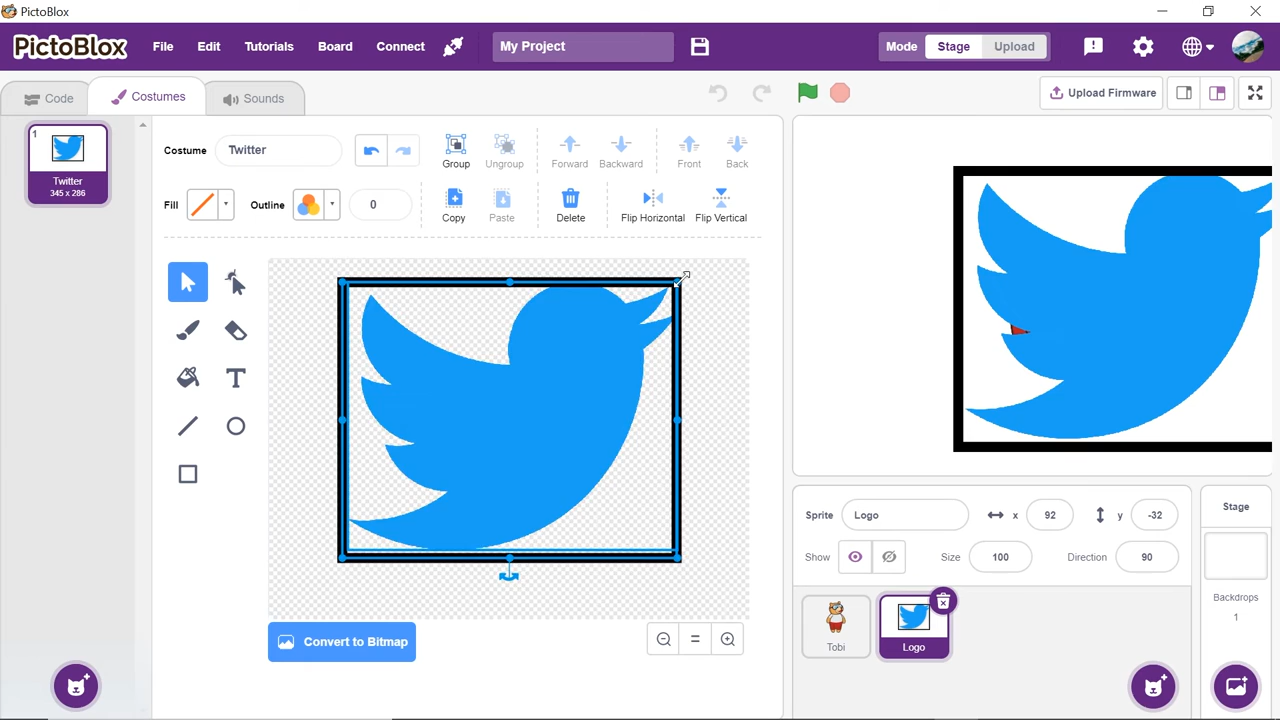 PictoBlox
PictoBlox File Edit Tutorials Board Connect My Project Mode Stage Upload
Code Costumes Sounds Upload Firmware
1
Twitter
345 x 286
Costume Twitter Group Ungroup Forward Backward Front Back
Fill Outline 0 Copy Paste Delete Flip Horizontal Flip Vertical
Convert to Bitmap
Sprite Logo x 92 y -32
Show Size 100 Direction 90
Tobi Logo
Stage
Backdrops
1